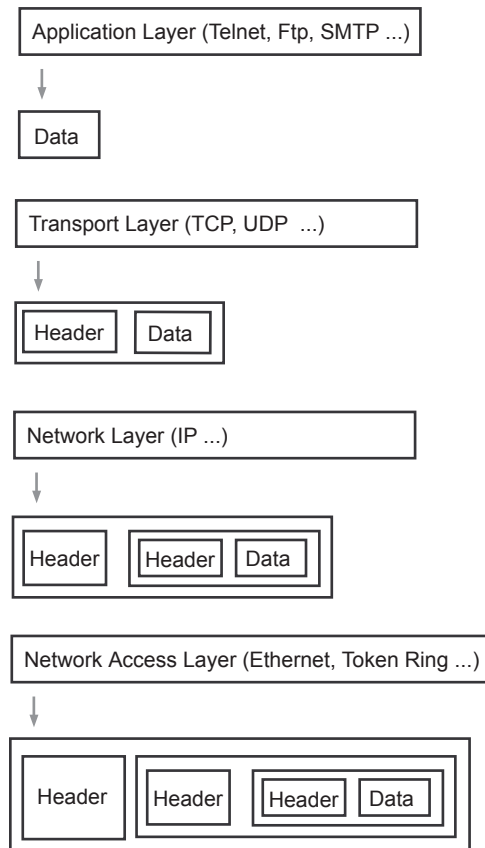 Application Layer (Telnet, Ftp, SMTP ...)
Data
Transport Layer (TCP, UDP ...)
Header Data
Network Layer (IP ...)
Header Header Data
Network Access Layer (Ethernet, Token Ring ...)
Header Header Header Data